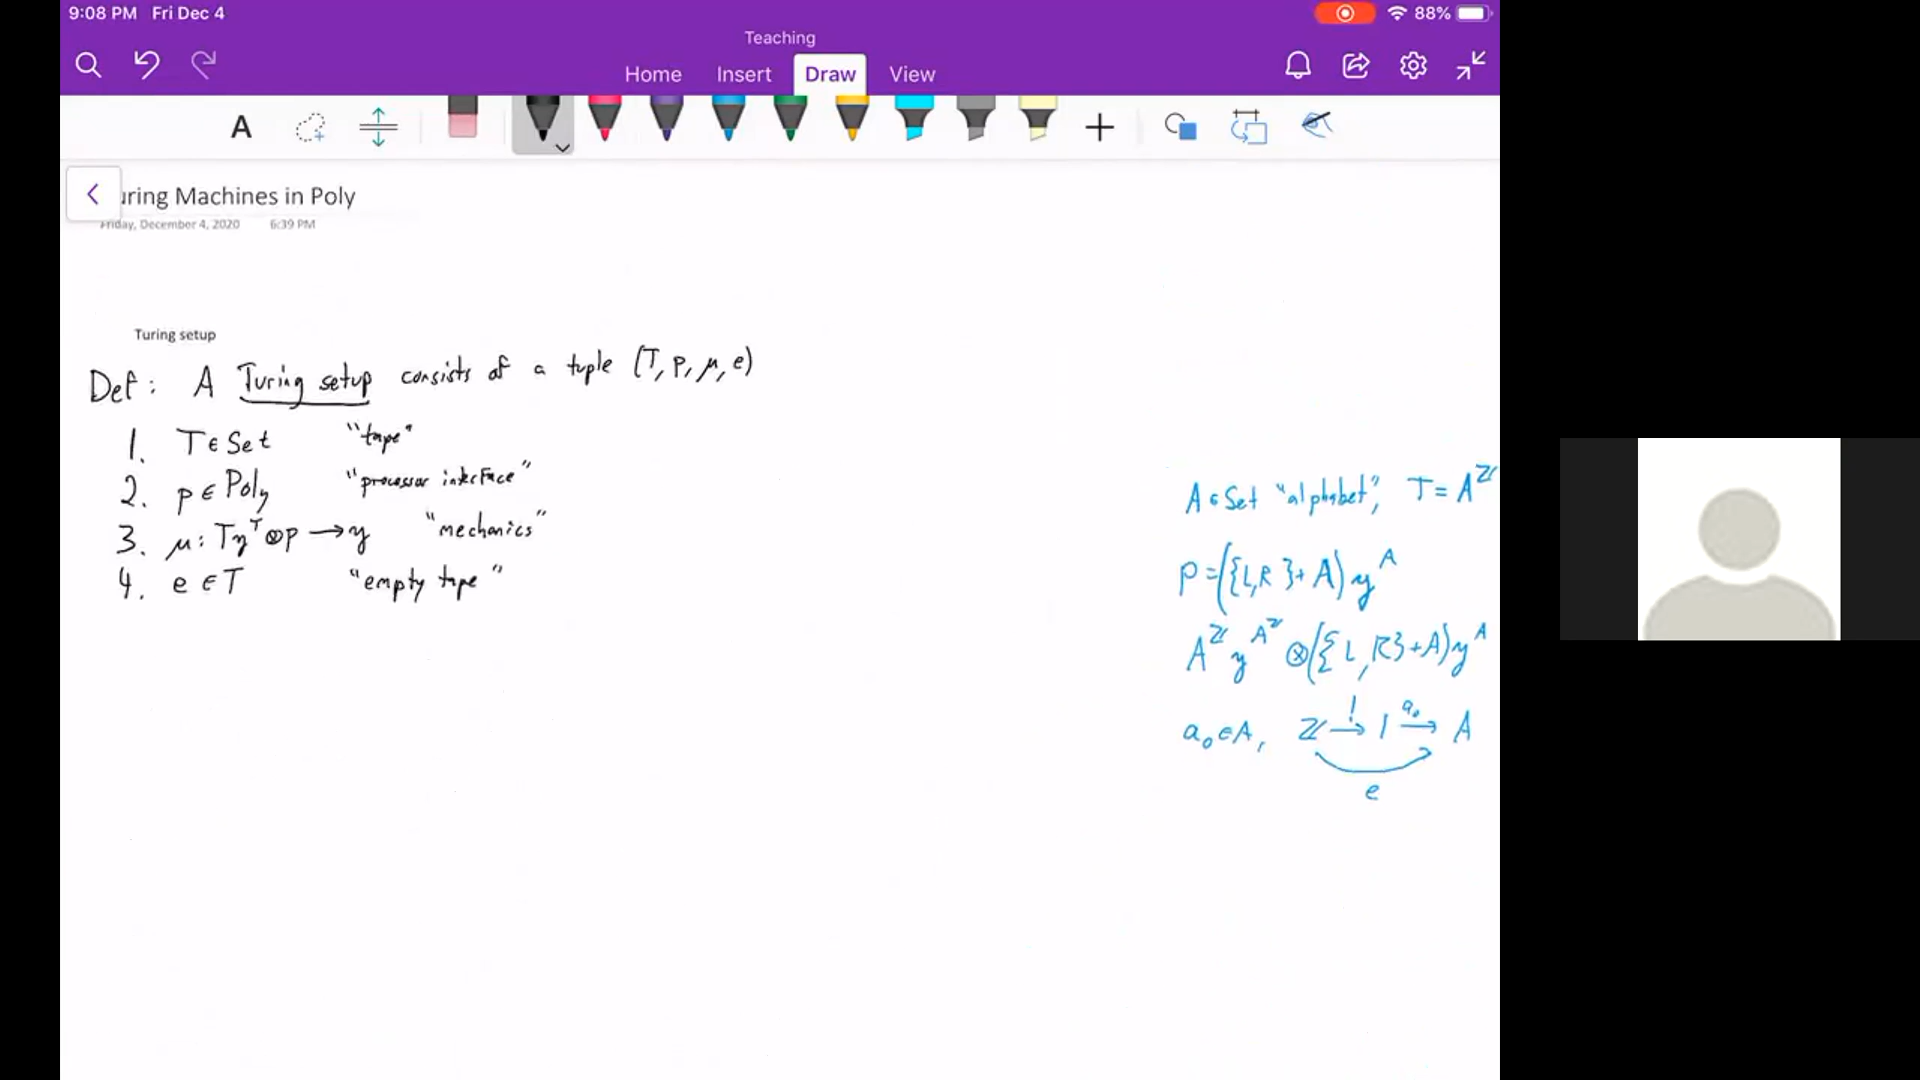 9:08 PM Fri Dec 4
88%
Teaching
Home Insert Draw View
A
uring Machines in Poly
Friday, December 4, 2020 6:39 PM
Turing setup
Def: A Turing setup consists of a tuple (T, p, μ, e)
1. T ∈ Set "tape"
2. p ∈ Poly "processor interface"
3. μ: Ty^T ⊗ p → y "mechanics"
4. e ∈ T "empty tape"
A ∈ Set "alphabet", T = A^ℤ
p = ({L,R} + A) y^A
A^ℤ y^{A^ℤ} ⊗ ({L,R} + A) y^A
a₀ ∈ A, ℤ →^! 1 →^{a₀} A
e